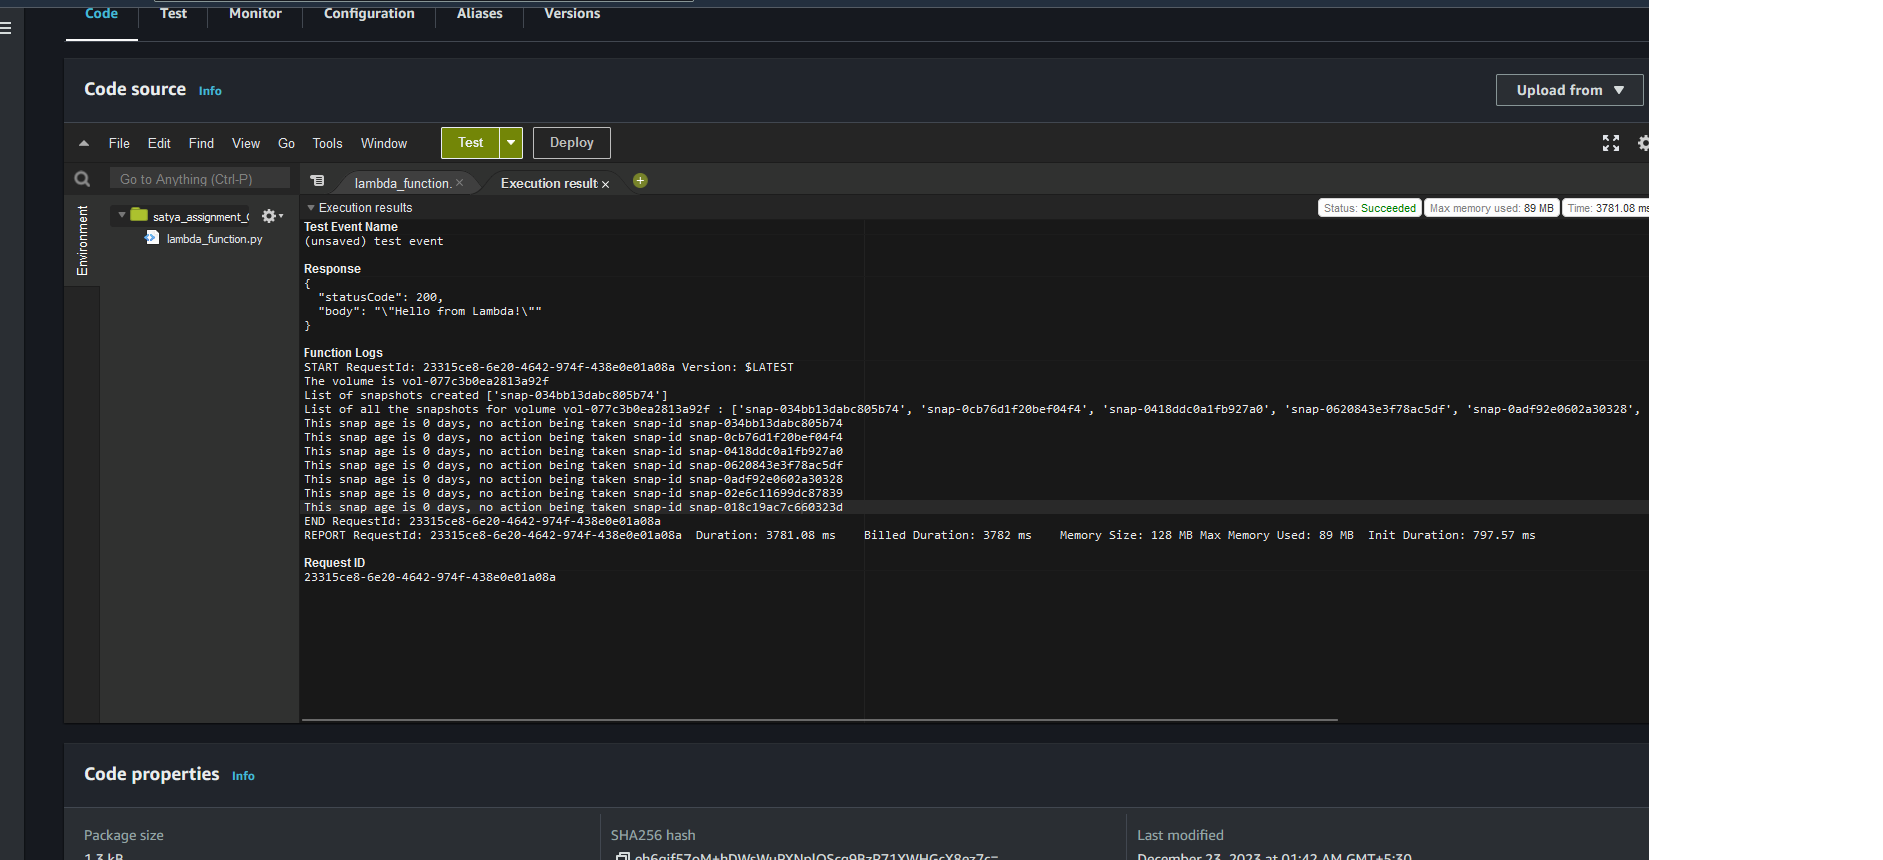 Code Test Monitor Configuration Aliases Versions
Code source Info
Upload from
File Edit Find View Go Tools Window Test Deploy
Go to Anything (Ctrl-P)
lambda_function. Execution result
Environment
satya_assignment_
lambda_function.py
Execution results
Status: Succeeded Max memory used: 89 MB Time: 3781.08 ms
Test Event Name
(unsaved) test event
Response
{
"statusCode": 200,
"body": "\"Hello from Lambda!\""
}
Function Logs
START RequestId: 23315ce8-6e20-4642-974f-438e0e01a08a Version: $LATEST
The volume is vol-077c3b0ea2813a92f
List of snapshots created ['snap-034bb13dabc805b74']
List of all the snapshots for volume vol-077c3b0ea2813a92f : ['snap-034bb13dabc805b74', 'snap-0cb76d1f20bef04f4', 'snap-0418ddc0a1fb927a0', 'snap-0620843e3f78ac5df', 'snap-0adf92e0602a30328',
This snap age is 0 days, no action being taken snap-id snap-034bb13dabc805b74
This snap age is 0 days, no action being taken snap-id snap-0cb76d1f20bef04f4
This snap age is 0 days, no action being taken snap-id snap-0418ddc0a1fb927a0
This snap age is 0 days, no action being taken snap-id snap-0620843e3f78ac5df
This snap age is 0 days, no action being taken snap-id snap-0adf92e0602a30328
This snap age is 0 days, no action being taken snap-id snap-02e6c11699dc87839
This snap age is 0 days, no action being taken snap-id snap-018c19ac7c660323d
END RequestId: 23315ce8-6e20-4642-974f-438e0e01a08a
REPORT RequestId: 23315ce8-6e20-4642-974f-438e0e01a08a Duration: 3781.08 ms Billed Duration: 3782 ms Memory Size: 128 MB Max Memory Used: 89 MB Init Duration: 797.57 ms
Request ID
23315ce8-6e20-4642-974f-438e0e01a08a
Code properties Info
Package size SHA256 hash Last modified
1.3 kB December 23, 2023 at 01:42 AM GMT+5:30